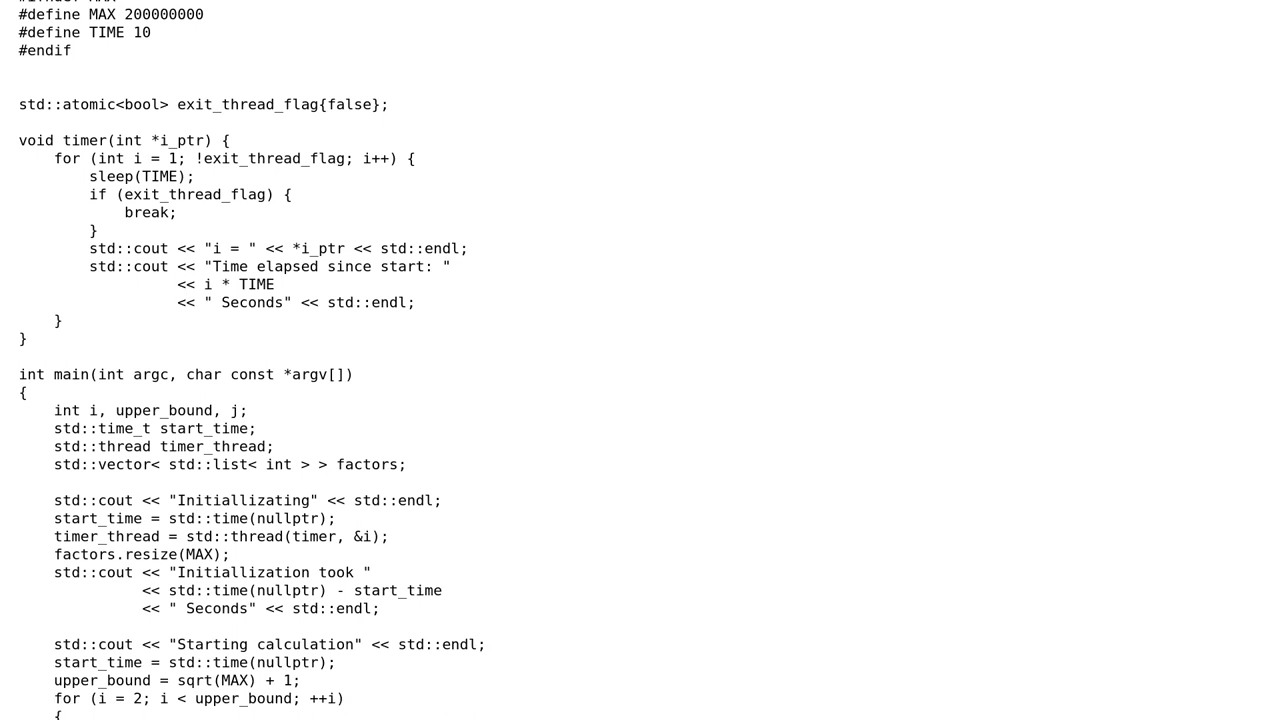 #define MAX 200000000
#define TIME 10
#endif
std::atomic<bool> exit_thread_flag{false};
void timer(int *i_ptr) {
    for (int i = 1; !exit_thread_flag; i++) {
        sleep(TIME);
        if (exit_thread_flag) {
            break;
        }
        std::cout << "i = " << *i_ptr << std::endl;
        std::cout << "Time elapsed since start: "
                  << i * TIME
                  << " Seconds" << std::endl;
    }
}
int main(int argc, char const *argv[])
{
    int i, upper_bound, j;
    std::time_t start_time;
    std::thread timer_thread;
    std::vector< std::list< int > > factors;
    std::cout << "Initiallizating" << std::endl;
    start_time = std::time(nullptr);
    timer_thread = std::thread(timer, &i);
    factors.resize(MAX);
    std::cout << "Initiallization took "
              << std::time(nullptr) - start_time
              << " Seconds" << std::endl;
    std::cout << "Starting calculation" << std::endl;
    start_time = std::time(nullptr);
    upper_bound = sqrt(MAX) + 1;
    for (i = 2; i < upper_bound; ++i)
    {